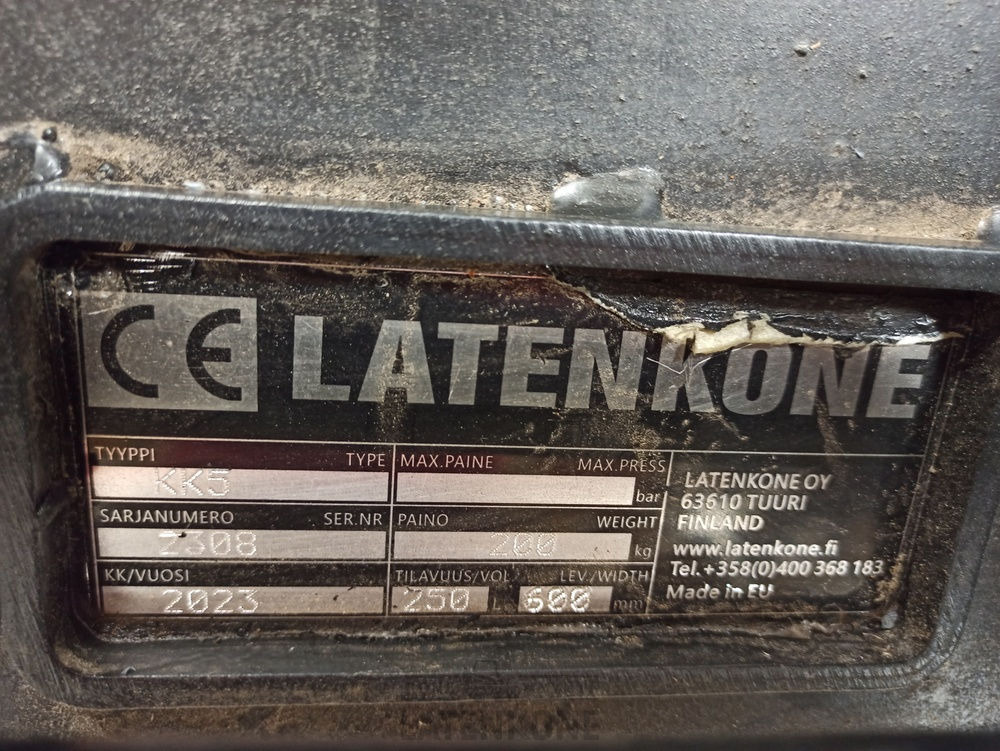 CE LATENKONE
TYYPPI TYPE
KK5
MAX.PAINE MAX.PRESS
bar
SARJANUMERO SER.NR
2308
PAINO WEIGHT
200 kg
KK/VUOSI
2023
TILAVUUS/VOL LEV./WIDTH
250 L 600 mm
LATENKONE OY
63610 TUURI
FINLAND
www.latenkone.fi
Tel.+358(0)400 368 183
Made in EU